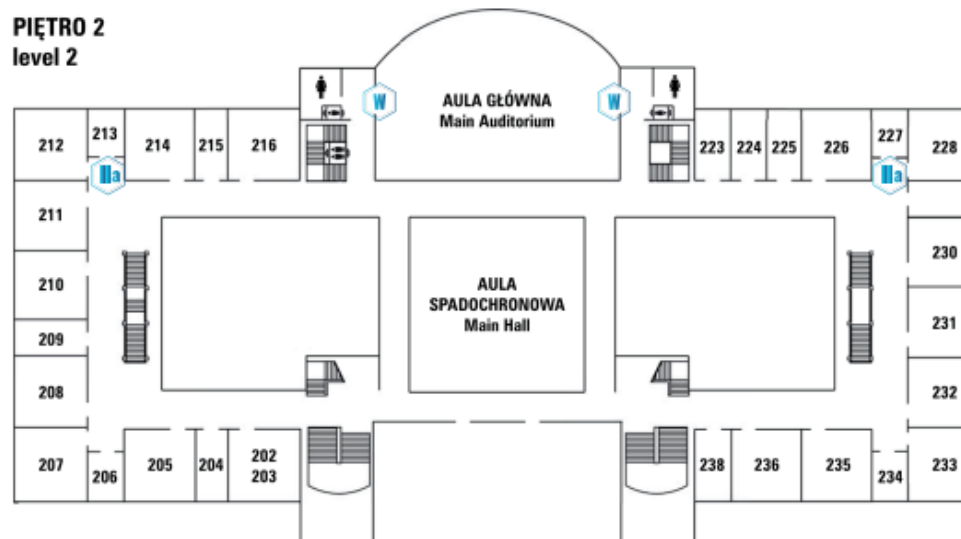 PIĘTRO 2
level 2
AULA GŁÓWNA
Main Auditorium
W
W
212
213
214
215
216
223
224
225
226
227
228
IIIa
IIIa
211
210
209
208
207
206
205
204
202
203
AULA
SPADOCHRONOWA
Main Hall
230
231
232
233
234
235
236
238